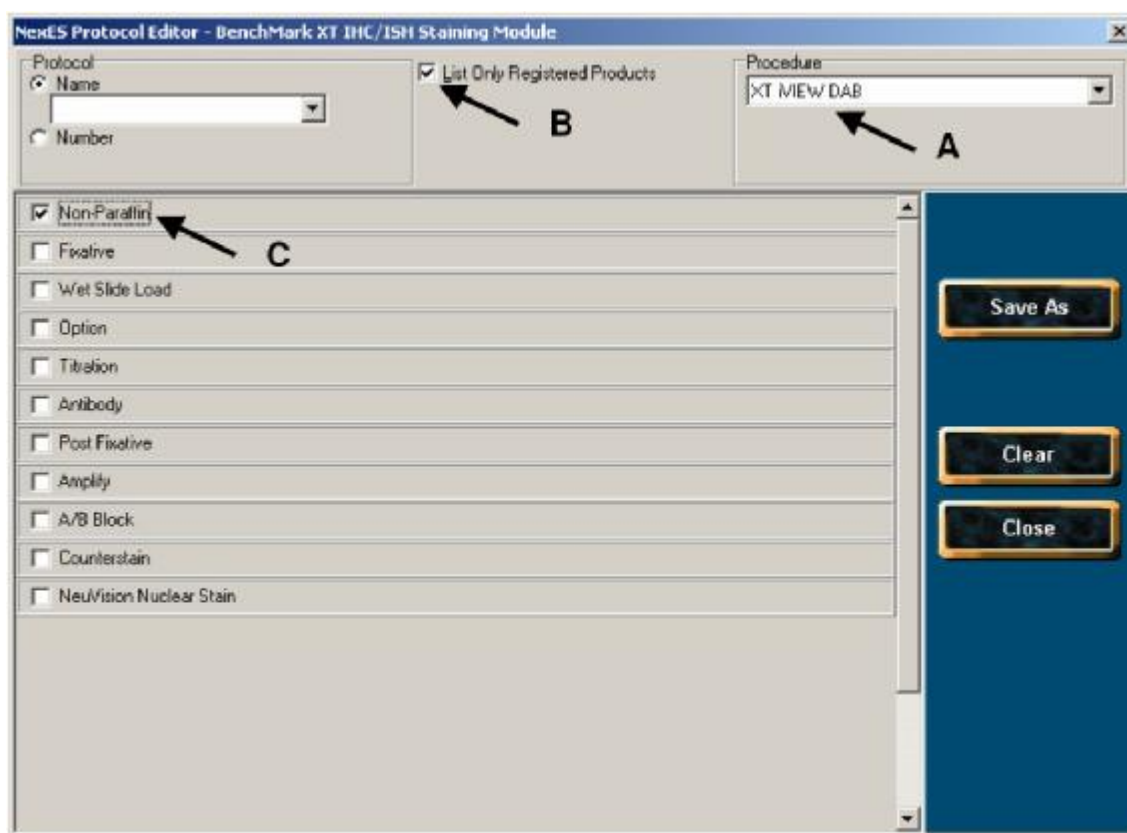 NexES Protocol Editor - BenchMark XT IHC/ISH Staining Module
Protocol
Name
Number
List Only Registered Products
B
Procedure
XT iVIEW DAB
A
Non-Paraffin
C
Fixative
Wet Slide Load
Option
Titration
Antibody
Post Fixative
Amplify
A/B Block
Counterstain
NeuVision Nuclear Stain
Save As
Clear
Close